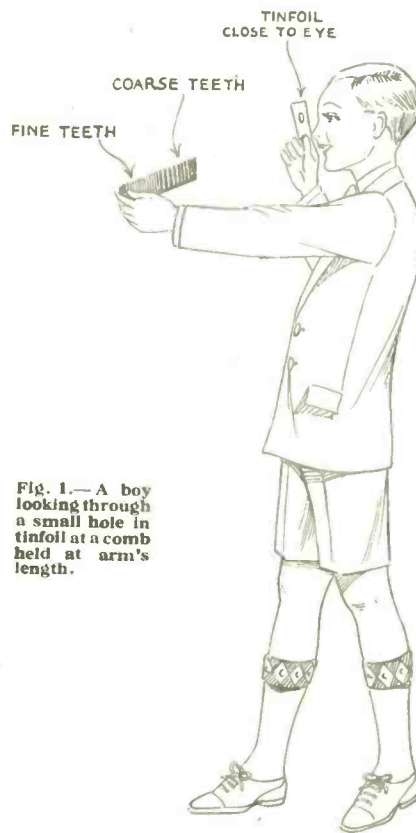 TINFOIL
CLOSE TO EYE
COARSE TEETH
FINE TEETH
Fig. 1.— A boy
looking through
a small hole in
tinfoil at a comb
held at arm's
length.